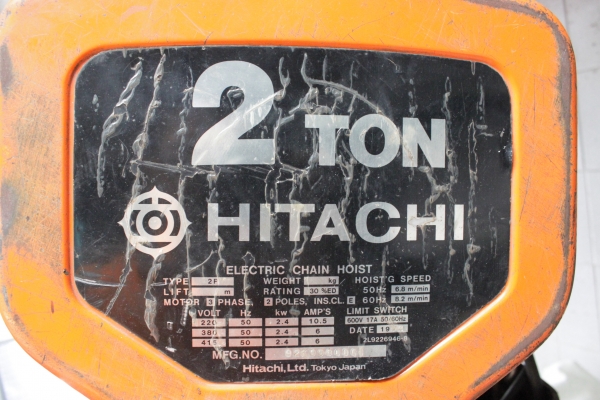 2 TON
HITACHI
ELECTRIC CHAIN HOIST
TYPE 2F WEIGHT kg HOIST'G SPEED
LIFT m RATING 30 %ED 50Hz 6.8 m/min
MOTOR 3 PHASE, 2 POLES, INS.CL. E 60Hz 8.2 m/min
VOLT Hz kw AMP'S LIMIT SWITCH
220 50 2.4 10.5 600V 17A 50/60Hz
380 50 2.4 6 DATE 19
415 50 2.4 6 2L9226946-9
MFG.NO.
Hitachi, Ltd. Tokyo Japan